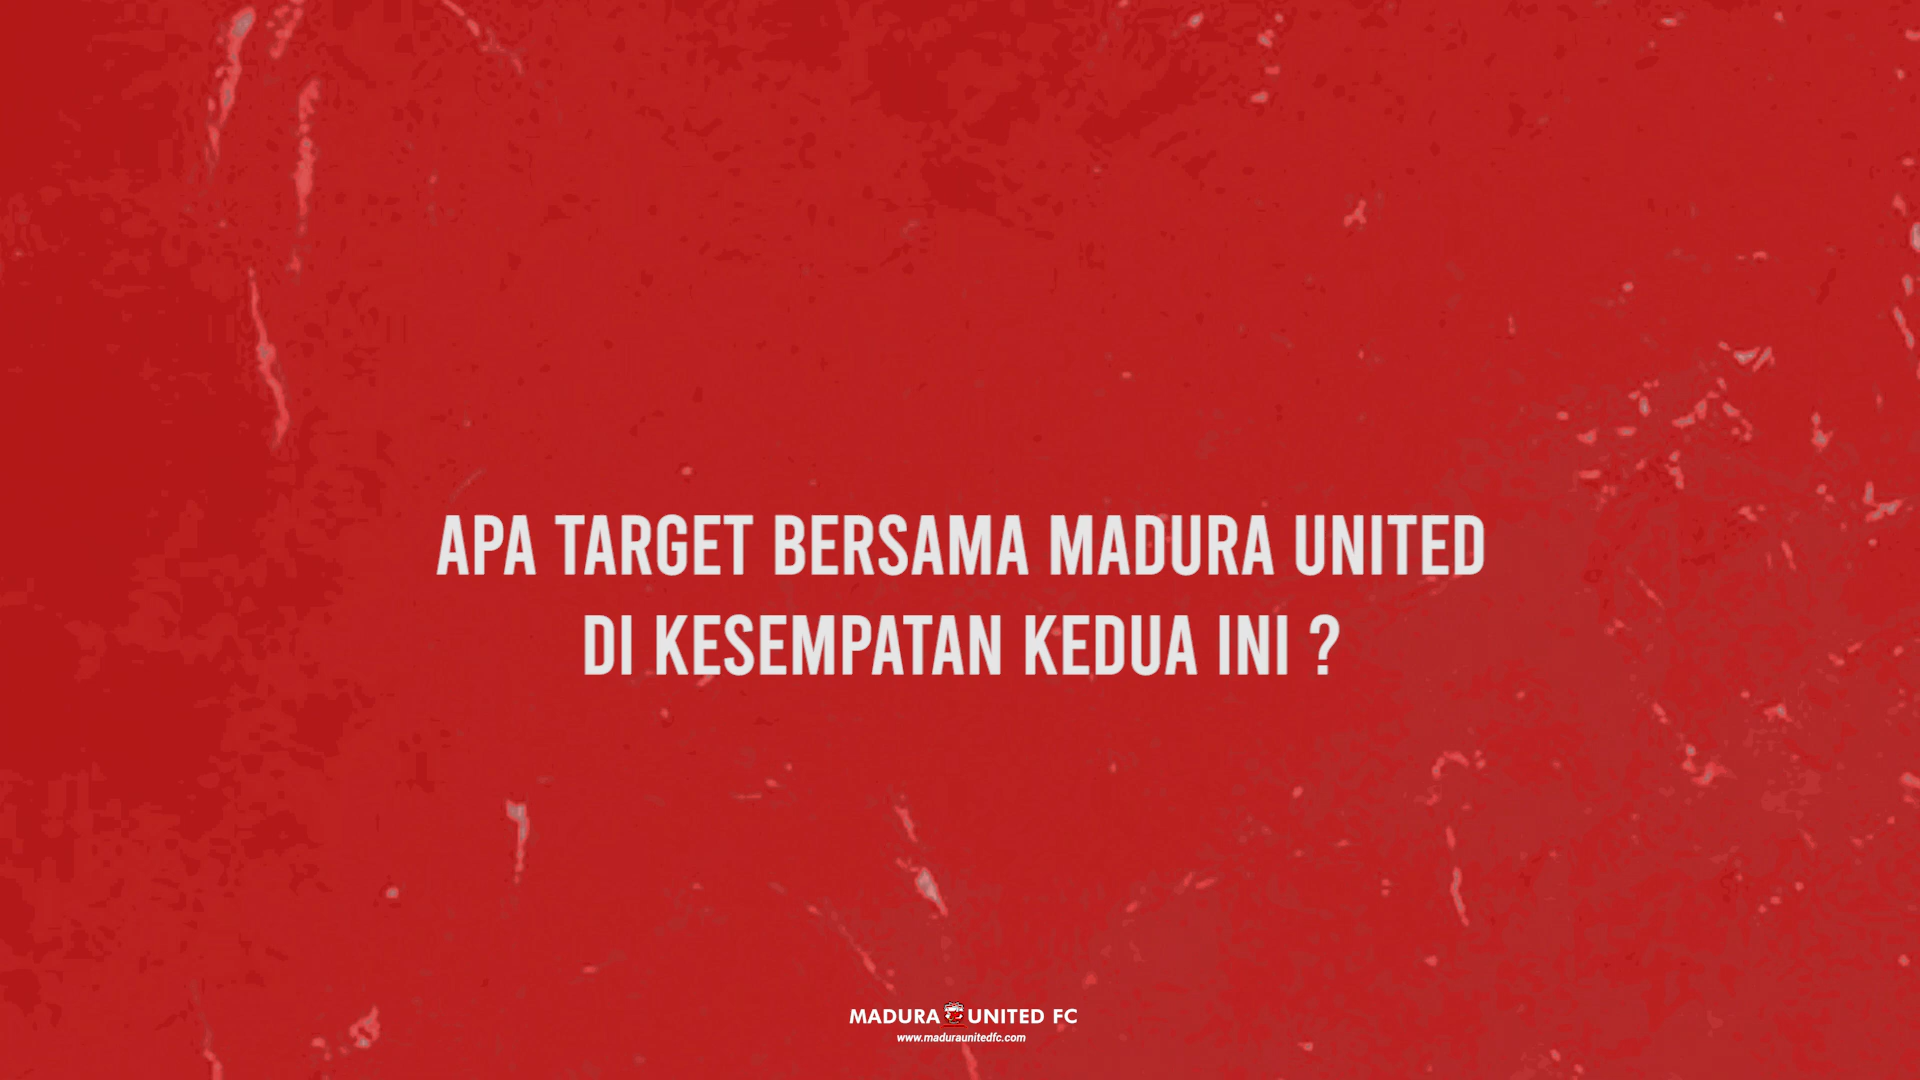 APA TARGET BERSAMA MADURA UNITED
DI KESEMPATAN KEDUA INI ?
MADURA UNITED FC
www.maduraunitedfc.com